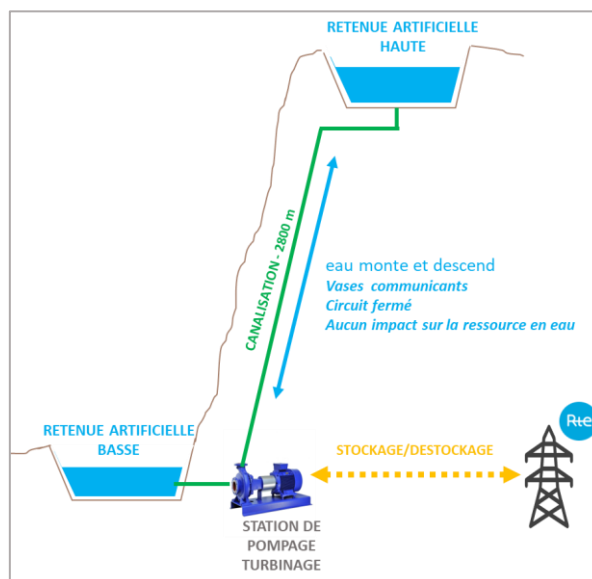 RETENUE ARTIFICIELLE
HAUTE
CANALISATION - 2800 m
eau monte et descend
Vases communicants
Circuit fermé
Aucun impact sur la ressource en eau
RETENUE ARTIFICIELLE
BASSE
Rte
STOCKAGE/DESTOCKAGE
STATION DE
POMPAGE
TURBINAGE